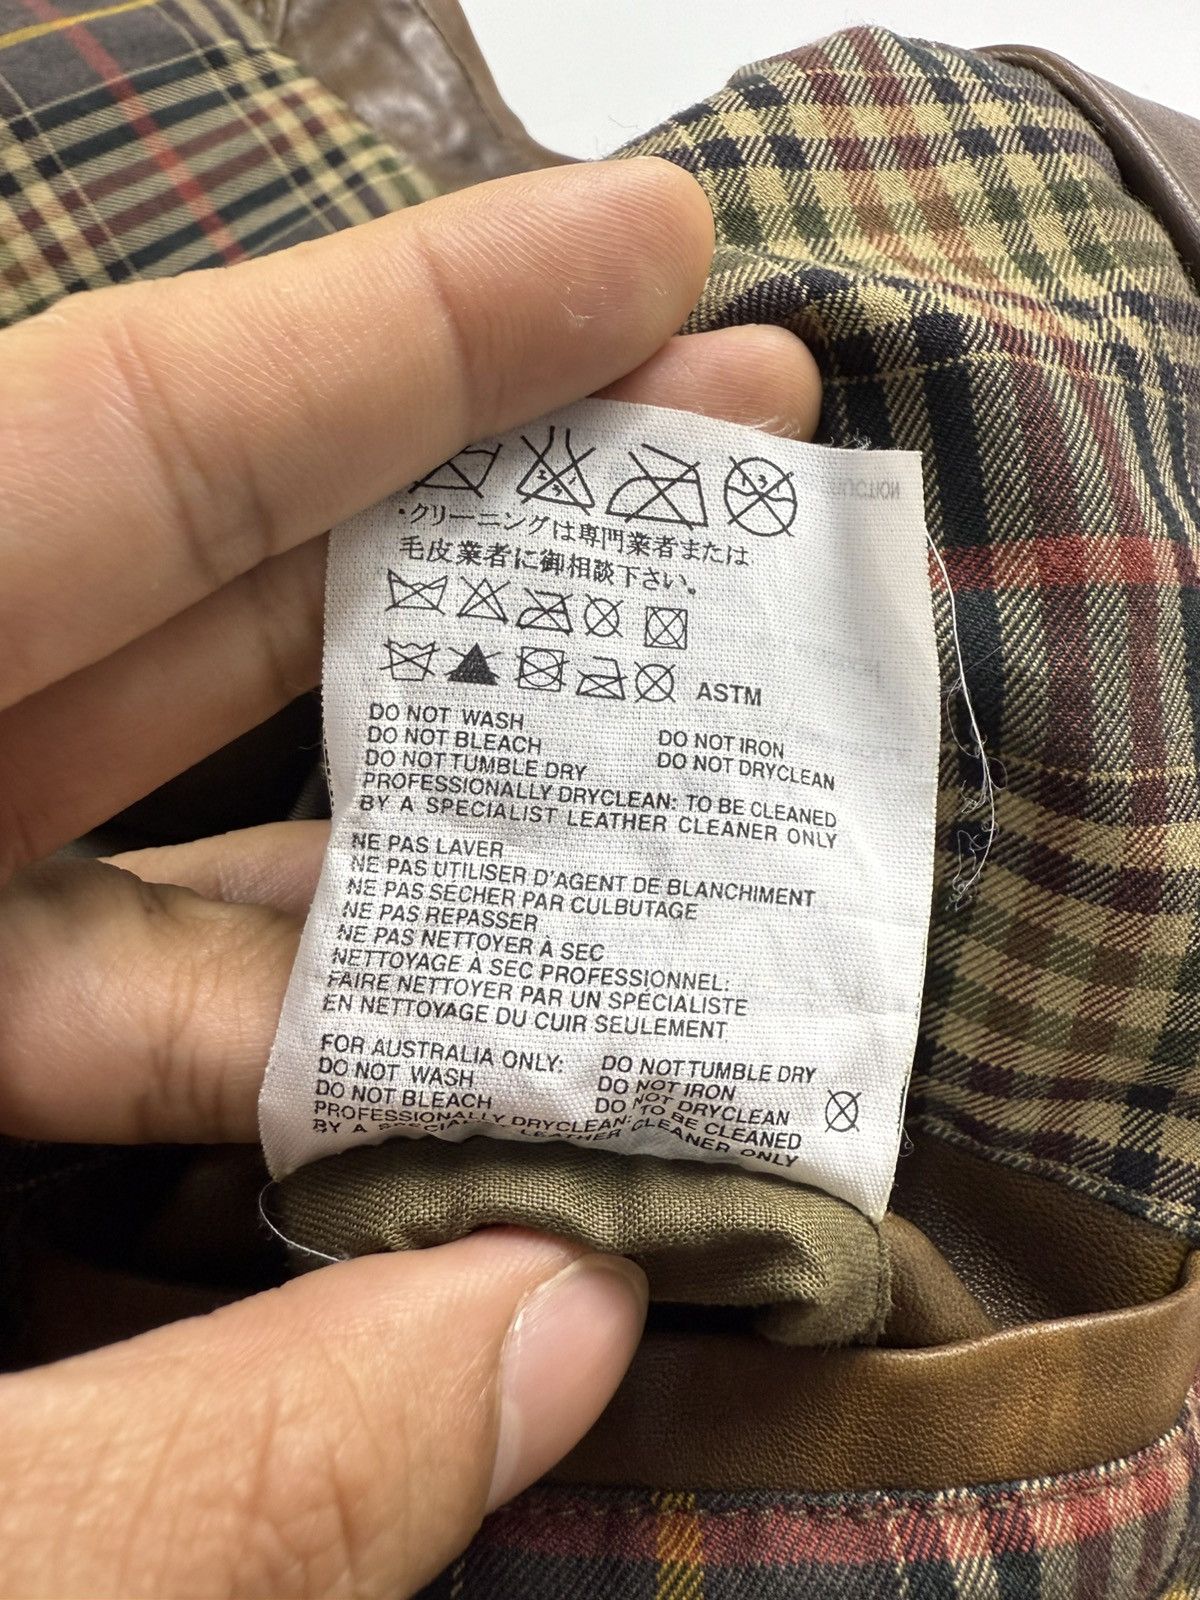 ・クリーニングは専門業者または
毛皮業者に御相談下さい。
ASTM
DO NOT WASH
DO NOT BLEACH DO NOT IRON
DO NOT TUMBLE DRY DO NOT DRYCLEAN
PROFESSIONALLY DRYCLEAN: TO BE CLEANED
BY A SPECIALIST LEATHER CLEANER ONLY
NE PAS LAVER
NE PAS UTILISER D'AGENT DE BLANCHIMENT
NE PAS SECHER PAR CULBUTAGE
NE PAS REPASSER
NE PAS NETTOYER À SEC
NETTOYAGE À SEC PROFESSIONNEL:
FAIRE NETTOYER PAR UN SPÉCIALISTE
EN NETTOYAGE DU CUIR SEULEMENT
FOR AUSTRALIA ONLY: DO NOT TUMBLE DRY
DO NOT WASH DO NOT IRON
DO NOT BLEACH DO NOT DRYCLEAN
PROFESSIONALLY DRYCLEAN: TO BE CLEANED
BY A SPECIALIST LEATHER CLEANER ONLY